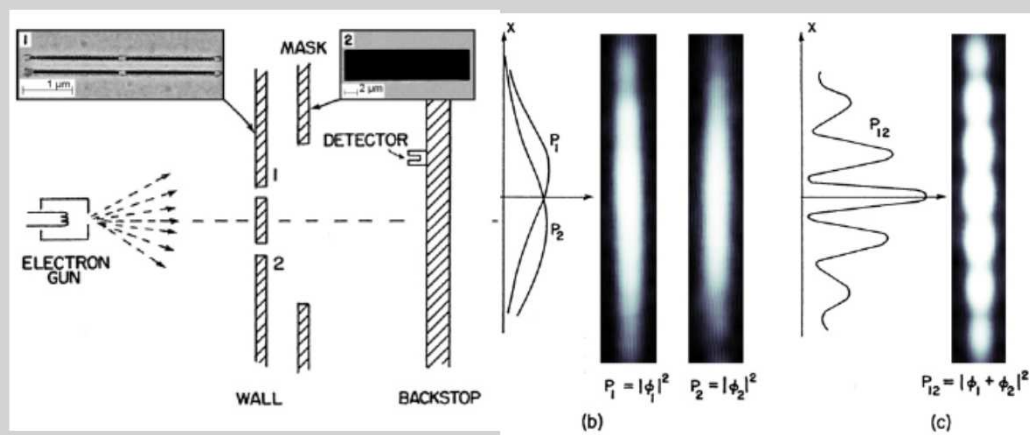 1
1 μm
MASK
2
2 μm
DETECTOR
1
2
ELECTRON
GUN
WALL
BACKSTOP
X
P₁
P₂
P₁ = |ϕ₁|²
P₂ = |ϕ₂|²
(b)
X
P₁₂
P₁₂ = |ϕ₁ + ϕ₂|²
(c)